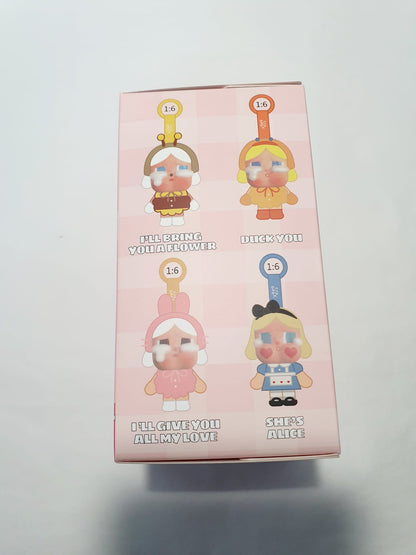 1:6
1:6
I'LL BRING
YOU A FLOWER
DUCK YOU
1:6
1:6
I'LL GIVE YOU
ALL MY LOVE
SHE'S
ALICE